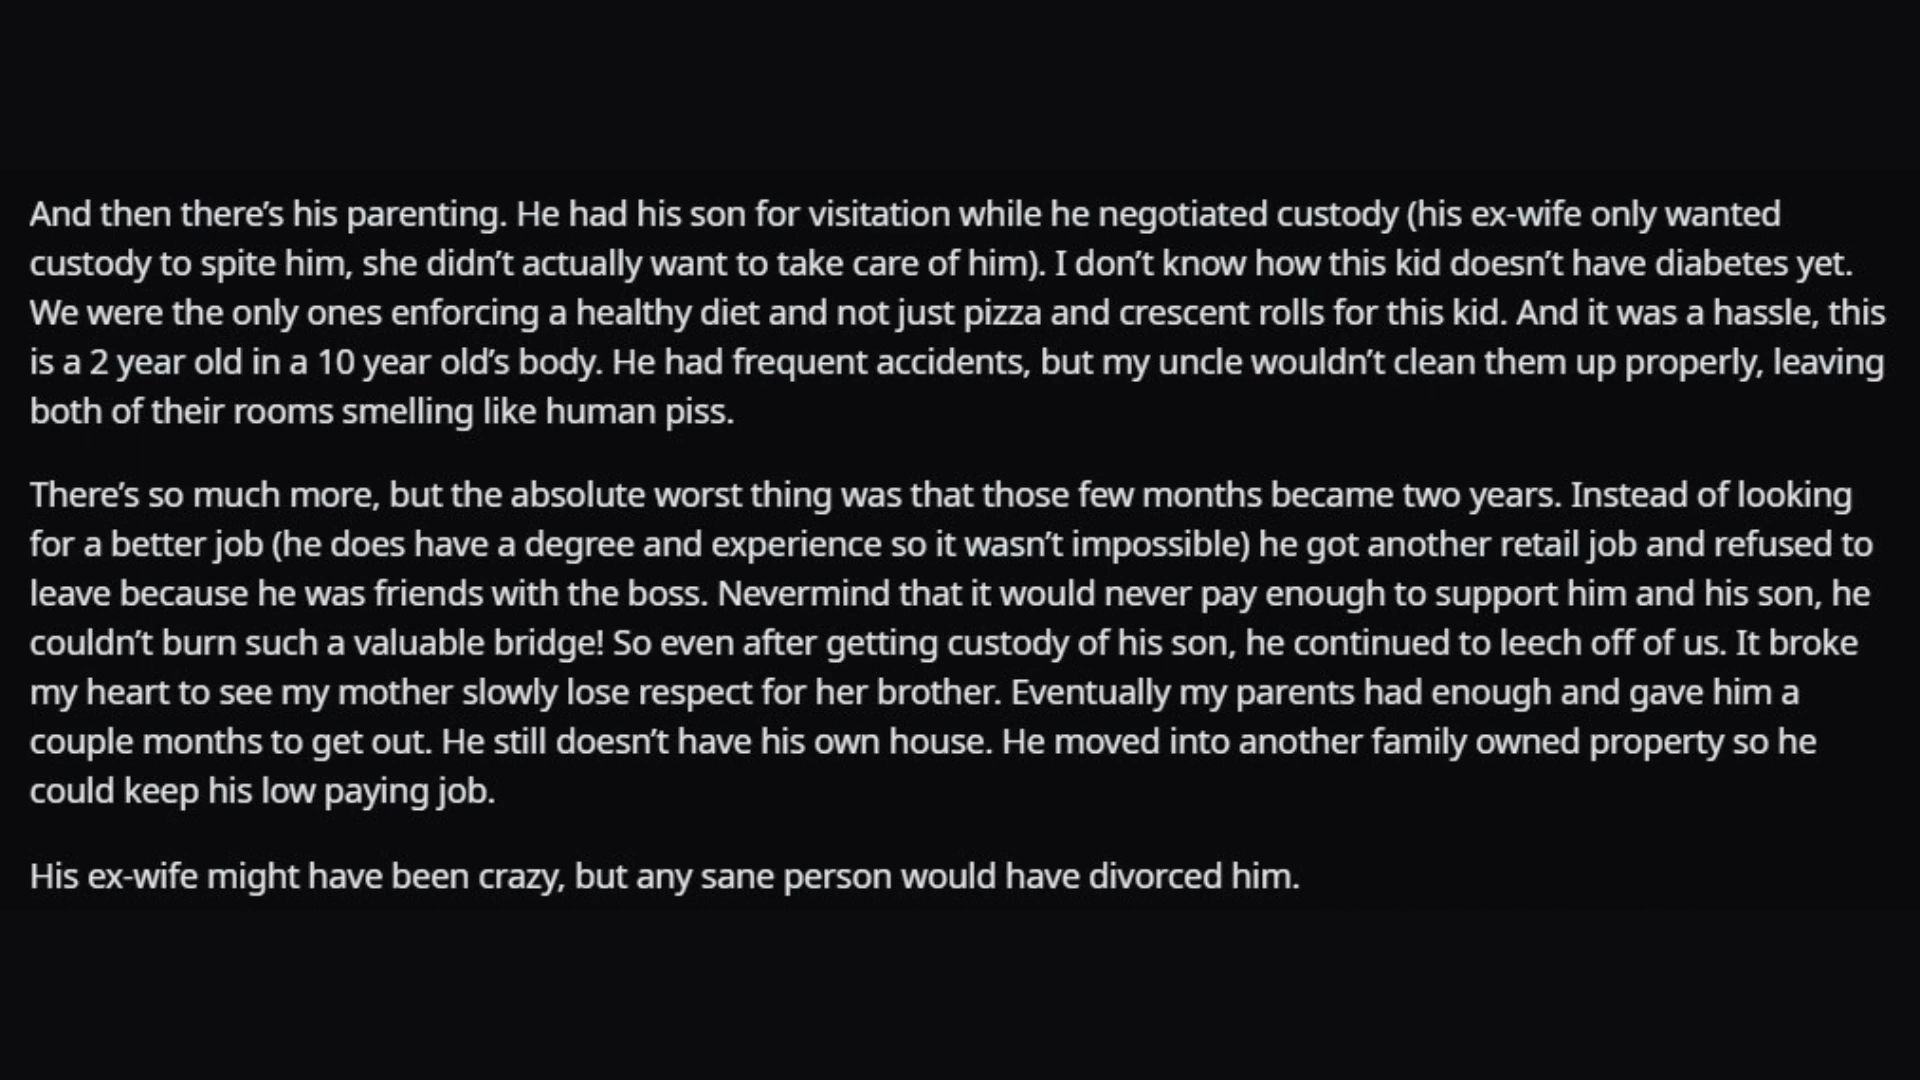 And then there’s his parenting. He had his son for visitation while he negotiated custody (his ex-wife only wanted
custody to spite him, she didn’t actually want to take care of him). I don’t know how this kid doesn’t have diabetes yet.
We were the only ones enforcing a healthy diet and not just pizza and crescent rolls for this kid. And it was a hassle, this
is a 2 year old in a 10 year old’s body. He had frequent accidents, but my uncle wouldn’t clean them up properly, leaving
both of their rooms smelling like human piss.
There’s so much more, but the absolute worst thing was that those few months became two years. Instead of looking
for a better job (he does have a degree and experience so it wasn’t impossible) he got another retail job and refused to
leave because he was friends with the boss. Nevermind that it would never pay enough to support him and his son, he
couldn’t burn such a valuable bridge! So even after getting custody of his son, he continued to leech off of us. It broke
my heart to see my mother slowly lose respect for her brother. Eventually my parents had enough and gave him a
couple months to get out. He still doesn’t have his own house. He moved into another family owned property so he
could keep his low paying job.
His ex-wife might have been crazy, but any sane person would have divorced him.